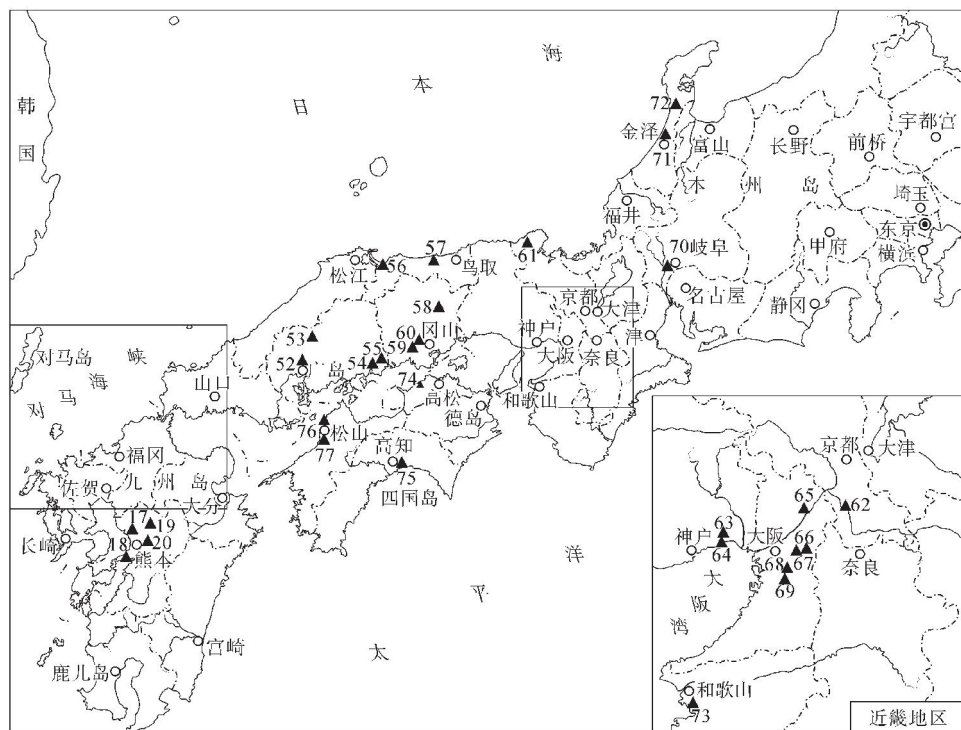 日本海
韩国
72
金泽
71
富山
长野
前桥
宇都宫
本州岛
福井
埼玉
东京
横滨
甲府
70
岐阜
名古屋
静冈
57
56
松江
鸟取
61
58
京都
大津
53
60
冈山
59
神户
大阪
奈良
津
52
广岛
55
54
74
高松
和歌山
德岛
对马岛
对马海峡
山口
76
松山
77
高知
75
四国岛
福冈
佐贺
九州岛
大分
17
19
长崎
18
20
熊本
太平洋
宫崎
鹿儿岛
京都
大津
65
62
63
神户
64
大阪
66
67
68
奈良
69
大阪湾
和歌山
73
近畿地区